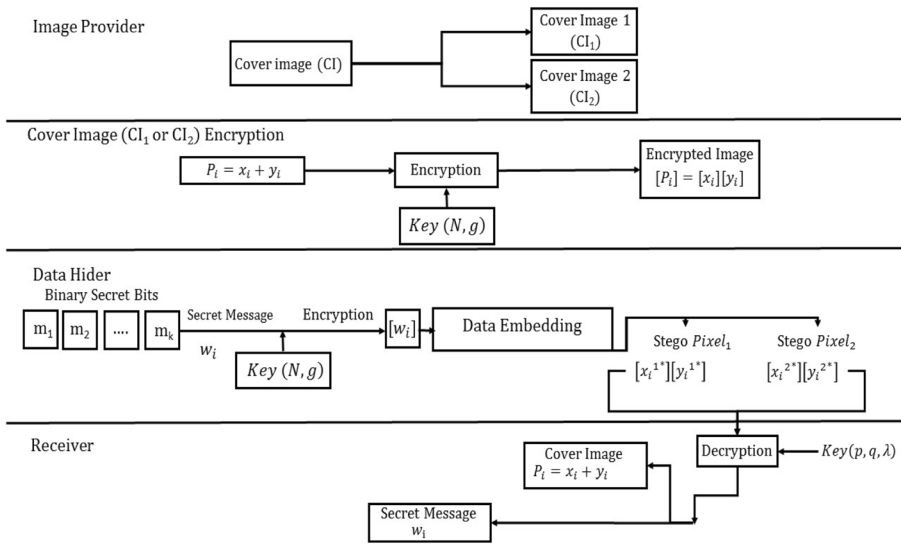 Image Provider
Cover image (CI)
Cover Image 1
(CI₁)
Cover Image 2
(CI₂)
Cover Image (CI₁ or CI₂) Encryption
Pᵢ = xᵢ + yᵢ
Encryption
Encrypted Image
[Pᵢ] = [xᵢ][yᵢ]
Key (N, g)
Data Hider
Binary Secret Bits
m₁ m₂ .... mₖ
Secret Message
wᵢ
Encryption
[wᵢ]
Data Embedding
Key (N, g)
Stego Pixel₁
[xᵢ¹*][yᵢ¹*]
Stego Pixel₂
[xᵢ²*][yᵢ²*]
Receiver
Decryption
Key(p, q, λ)
Cover Image
Pᵢ = xᵢ + yᵢ
Secret Message
wᵢ